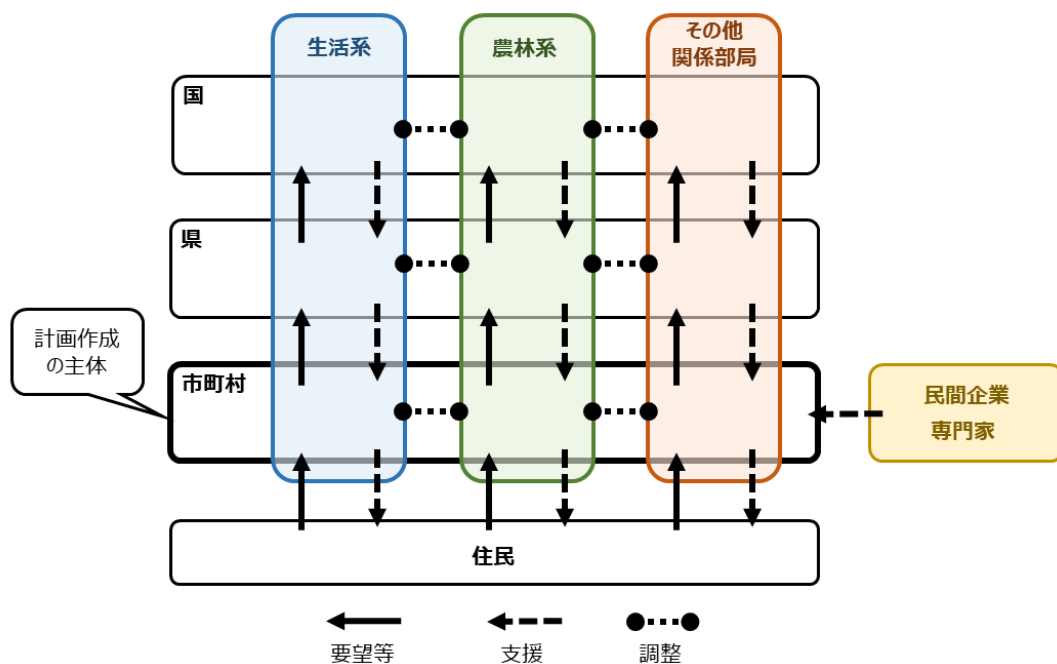 生活系
農林系
その他
関係部局
国
県
計画作成
の主体
市町村
民間企業
専門家
住民
要望等
支援
調整